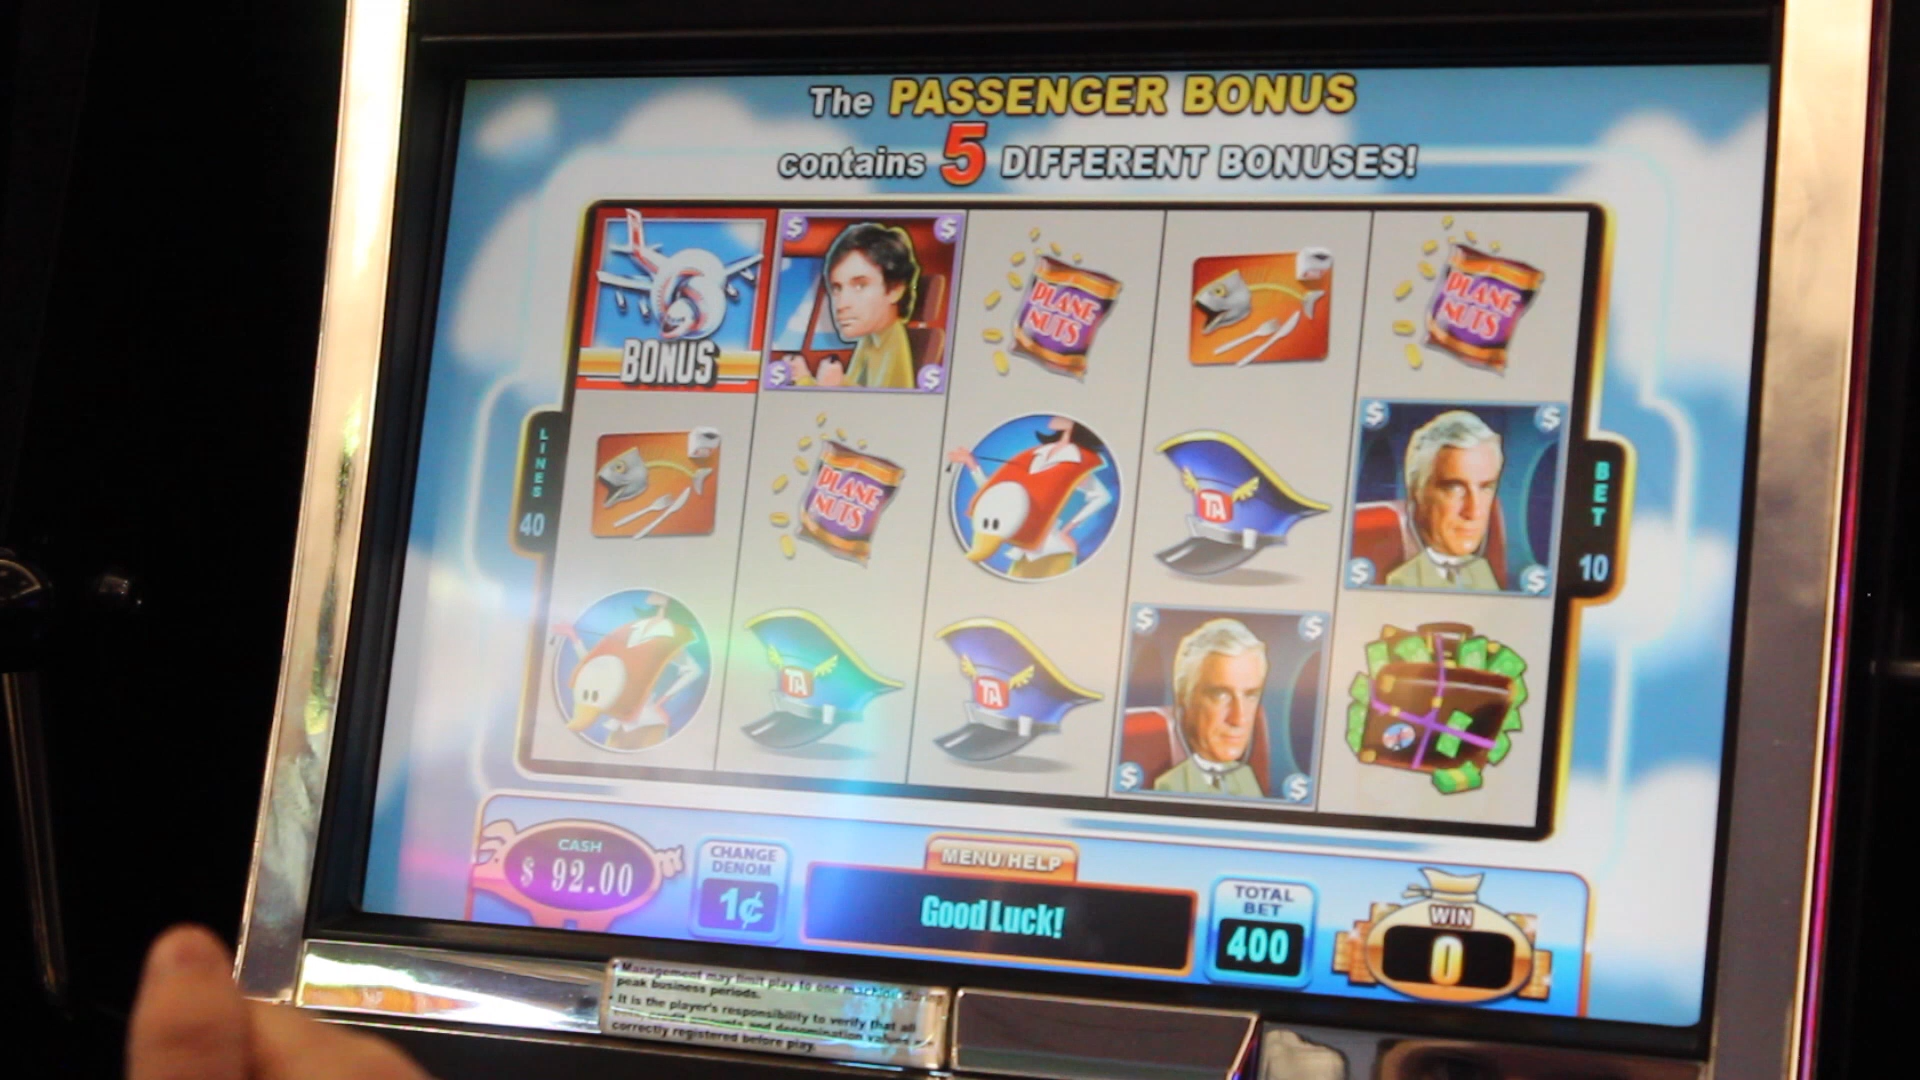 The PASSENGER BONUS
contains 5 DIFFERENT BONUSES!
BONUS
$ $
$ $
PLANE NUTS
PLANE NUTS
LINES
40
PLANE NUTS
TA
$ $
$ $
BET
10
TA
TA
$ $
$ $
CASH
$ 92.00
CHANGE
DENOM
1¢
MENU/HELP
Good Luck!
TOTAL
BET
400
WIN
0
• Management may limit play to one machine during
peak business periods.
• It is the player's responsibility to verify that all
and denomination values
correctly registered before play.